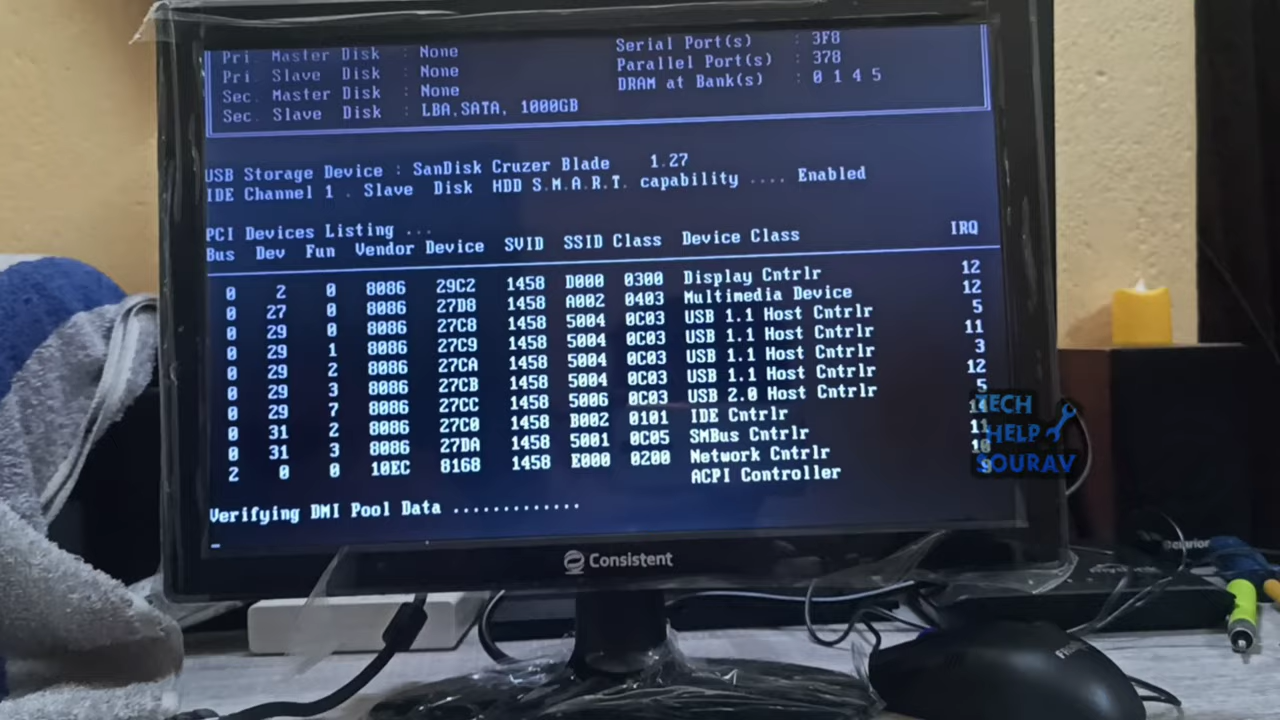 Pri. Master Disk : None Serial Port(s) : 3F8
Pri. Slave Disk : None Parallel Port(s) : 378
Sec. Master Disk : None DRAM at Bank(s) : 0 1 4 5
Sec. Slave Disk : LBA,SATA, 1000GB
USB Storage Device : SanDisk Cruzer Blade 1.27
IDE Channel 1 . Slave Disk HDD S.M.A.R.T. capability .... Enabled
PCI Devices Listing ...
Bus Dev Fun Vendor Device SVID SSID Class Device Class IRQ
0 2 0 8086 29C2 1458 D000 0300 Display Cntrlr 12
0 27 0 8086 27D8 1458 A002 0403 Multimedia Device 12
0 29 0 8086 27C8 1458 5004 0C03 USB 1.1 Host Cntrlr 5
0 29 1 8086 27C9 1458 5004 0C03 USB 1.1 Host Cntrlr 11
0 29 2 8086 27CA 1458 5004 0C03 USB 1.1 Host Cntrlr 3
0 29 3 8086 27CB 1458 5004 0C03 USB 1.1 Host Cntrlr 12
0 29 7 8086 27CC 1458 5006 0C03 USB 2.0 Host Cntrlr 5
0 31 2 8086 27C0 1458 B002 0101 IDE Cntrlr 14
0 31 3 8086 27DA 1458 5001 0C05 SMBus Cntrlr 11
2 0 0 10EC 8168 1458 E000 0200 Network Cntrlr 10
ACPI Controller 9
Verifying DMI Pool Data .............
TECH
HELP
SOURAV
Consistent